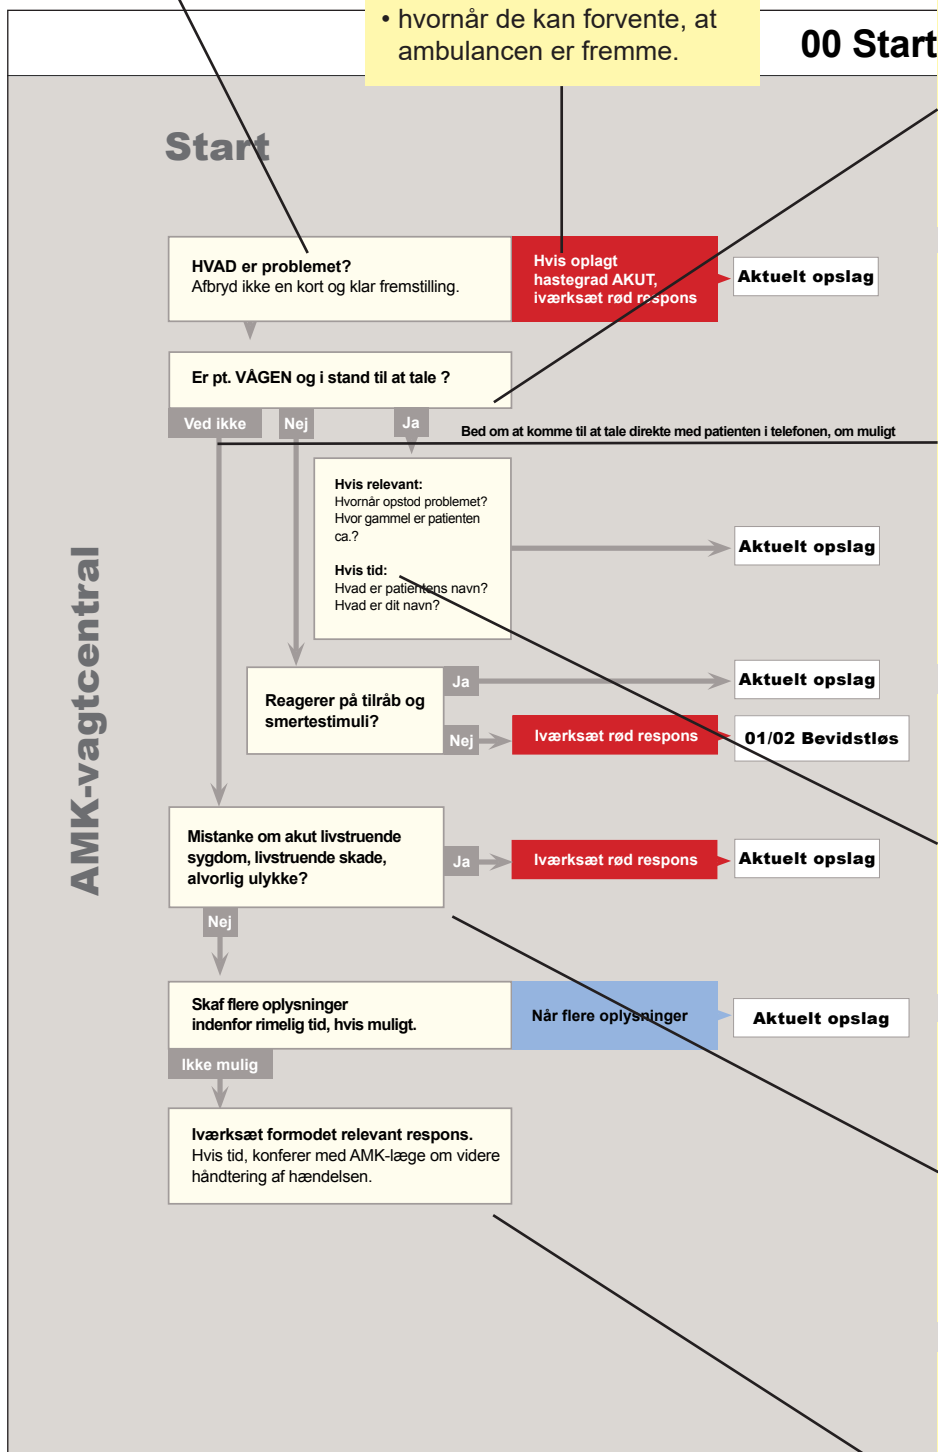 • hvornår de kan forvente, at
ambulancen er fremme.
00 Start
Start
HVAD er problemet?
Afbryd ikke en kort og klar fremstilling.
Hvis oplagt
hastegrad AKUT,
iværksæt rød respons
Aktuelt opslag
Er pt. VÅGEN og i stand til at tale ?
Ved ikke
Nej
Ja
Bed om at komme til at tale direkte med patienten i telefonen, om muligt
Hvis relevant:
Hvornår opstod problemet?
Hvor gammel er patienten
ca.?
Hvis tid:
Hvad er patientens navn?
Hvad er dit navn?
Aktuelt opslag
AMK-vagtcentral
Reagerer på tilråb og
smertestimuli?
Ja
Aktuelt opslag
Nej
Iværksæt rød respons
01/02 Bevidstløs
Mistanke om akut livstruende
sygdom, livstruende skade,
alvorlig ulykke?
Ja
Iværksæt rød respons
Aktuelt opslag
Nej
Skaf flere oplysninger
indenfor rimelig tid, hvis muligt.
Når flere oplysninger
Aktuelt opslag
Ikke mulig
Iværksæt formodet relevant respons.
Hvis tid, konferer med AMK-læge om videre
håndtering af hændelsen.